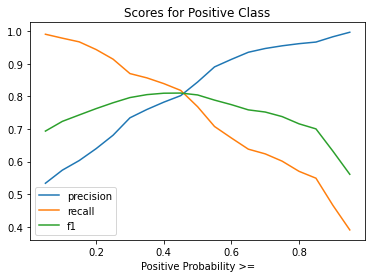 Scores for Positive Class
1.0
0.9
0.8
0.7
0.6
0.5
0.4
precision
recall
f1
0.2 0.4 0.6 0.8
Positive Probability >=